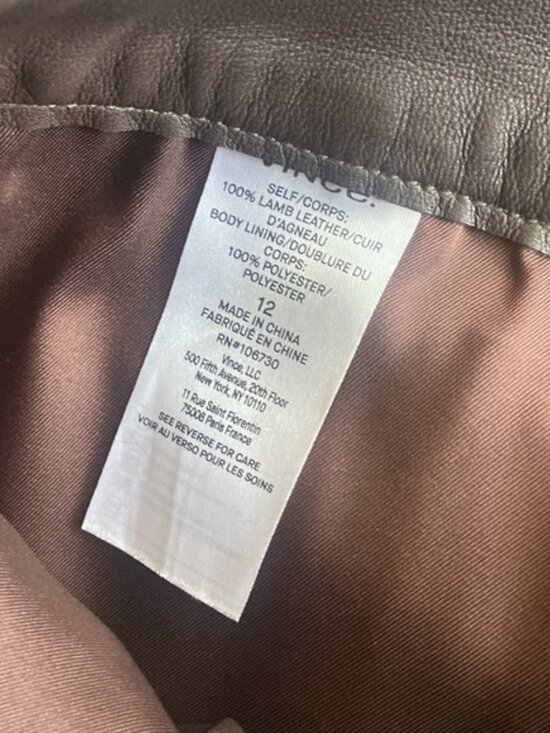 VINCE.
SELF/CORPS:
100% LAMB LEATHER/CUIR
D'AGNEAU
BODY LINING/DOUBLURE DU
CORPS:
100% POLYESTER/
POLYESTER
12
MADE IN CHINA
FABRIQUÉ EN CHINE
RN#106730
Vince, LLC
500 Fifth Avenue, 20th Floor
New York, NY 10110
11 Rue Saint Florentin
75008 Paris France
SEE REVERSE FOR CARE
VOIR AU VERSO POUR LES SOINS